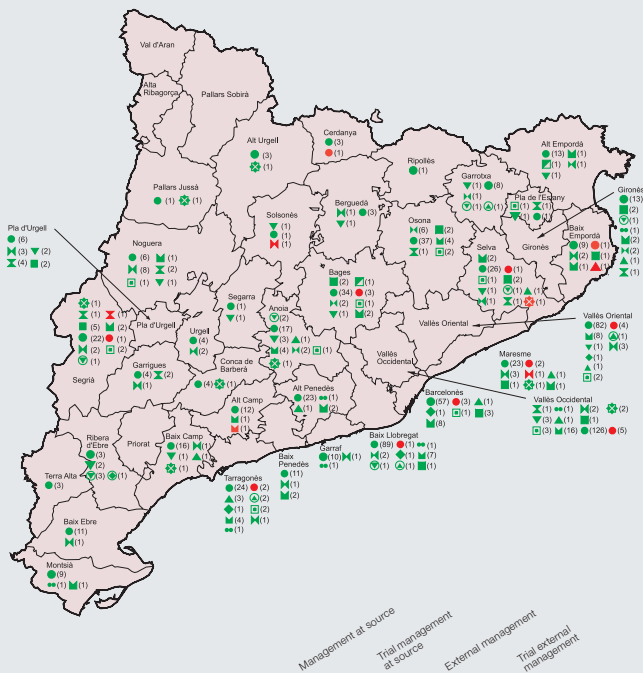 Val d'Aran
Alta
Ribagorça
Pallars Sobirà
Alt Urgell
(3)
(1)
Cerdanya
(3)
(1)
Ripollès
(1)
Alt Empordà
(13) (1)
(1) (1)
(1)
Garrotxa
(1) (8)
(1)
(1) (1)
Pla de l'Estany
(1) (1)
(1) (1)
Gironès
(13)
(2)
(1)
(1)
(2)
(2)
(1)
(1)
Pallars Jussà
(1) (1)
Berguedà
(1) (3)
(1)
Solsonès
(1)
(1)
(1)
Osona
(6) (2)
(37) (4)
(1) (2)
Gironès
Baix
Empordà
(9) (1)
(2) (1)
(1) (1)
Selva
(2)
(26) (1)
(1) (2)
(1) (1) (1)
(1) (1) (1)
Pla d'Urgell
(6)
(3) (2)
(4) (2)
Noguera
(6) (1)
(8) (2)
(1) (1)
Bages
(2) (1)
(34) (3)
(2) (1)
(1) (2)
Segarra
(1)
(1)
Anoia
(2)
(17)
(3) (1)
(4) (2) (1)
(1)
Vallès Oriental
Vallès Oriental
(82) (4)
(8) (1)
(1) (3)
(1)
(1)
(2)
(1)
(1) (1)
(5) (2)
(22) (1)
(2) (2)
(1)
Segrià
Pla d'Urgell
Urgell
(4)
(2)
Vallès
Occidental
Maresme
(23) (2)
(3) (1) (1)
(1) (1) (1)
Garrigues
(4) (2)
(1)
Conca de
Barberà
(4) (1)
Alt Penedès
(23) (1)
(1) (2)
Barcelonès
(57) (3) (1)
(1) (1) (3)
(8)
Vallès Occidental
(1) (1) (2) (2)
(3) (1) (1)
(3) (16) (126) (5)
Alt Camp
(12)
(1)
(1)
Ribera
d'Ebre
(3)
(2)
(3) (1)
Priorat
Baix Camp
(16) (1)
(1) (1)
(1)
Baix Llobregat
(89) (1) (1)
(2) (1) (7)
(1) (1) (1)
Garraf
(10) (1)
(1)
Baix
Penedès
(11)
(1)
(2)
Terra Alta
(3)
Tarragonès
(24) (2)
(3) (2)
(1) (2)
(4) (1)
(1)
Baix Ebre
(11)
(1)
Montsià
(9)
(1) (1)
Management at source
Trial management
at source
External management
Trial external
management